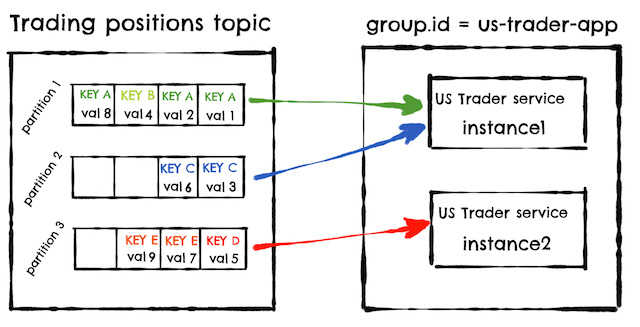 Trading positions topic
group.id = us-trader-app
partition 1
KEY A KEY B KEY A KEY A
val 8 val 4 val 2 val 1
partition 2
KEY C KEY C
val 6 val 3
partition 3
KEY E KEY E KEY D
val 9 val 7 val 5
US Trader service
instance1
US Trader service
instance2